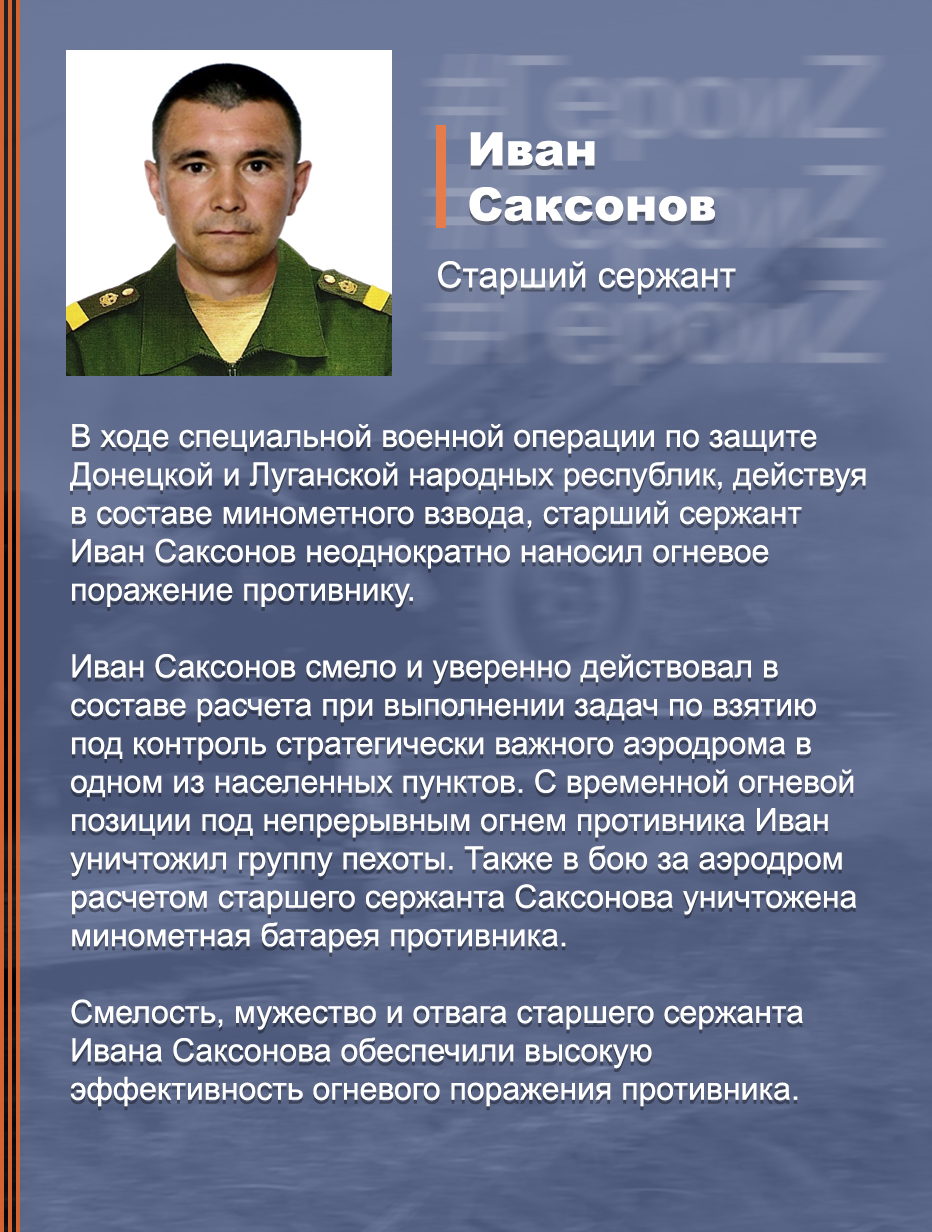 #ГероиZ
Иван
Саксонов
#ГероиZ
Старший сержант
#ГероиZ
В ходе специальной военной операции по защите
Донецкой и Луганской народных республик, действуя
в составе минометного взвода, старший сержант
Иван Саксонов неоднократно наносил огневое
поражение противнику.
Иван Саксонов смело и уверенно действовал в
составе расчета при выполнении задач по взятию
под контроль стратегически важного аэродрома в
одном из населенных пунктов. С временной огневой
позиции под непрерывным огнем противника Иван
уничтожил группу пехоты. Также в бою за аэродром
расчетом старшего сержанта Саксонова уничтожена
минометная батарея противника.
Смелость, мужество и отвага старшего сержанта
Ивана Саксонова обеспечили высокую
эффективность огневого поражения противника.